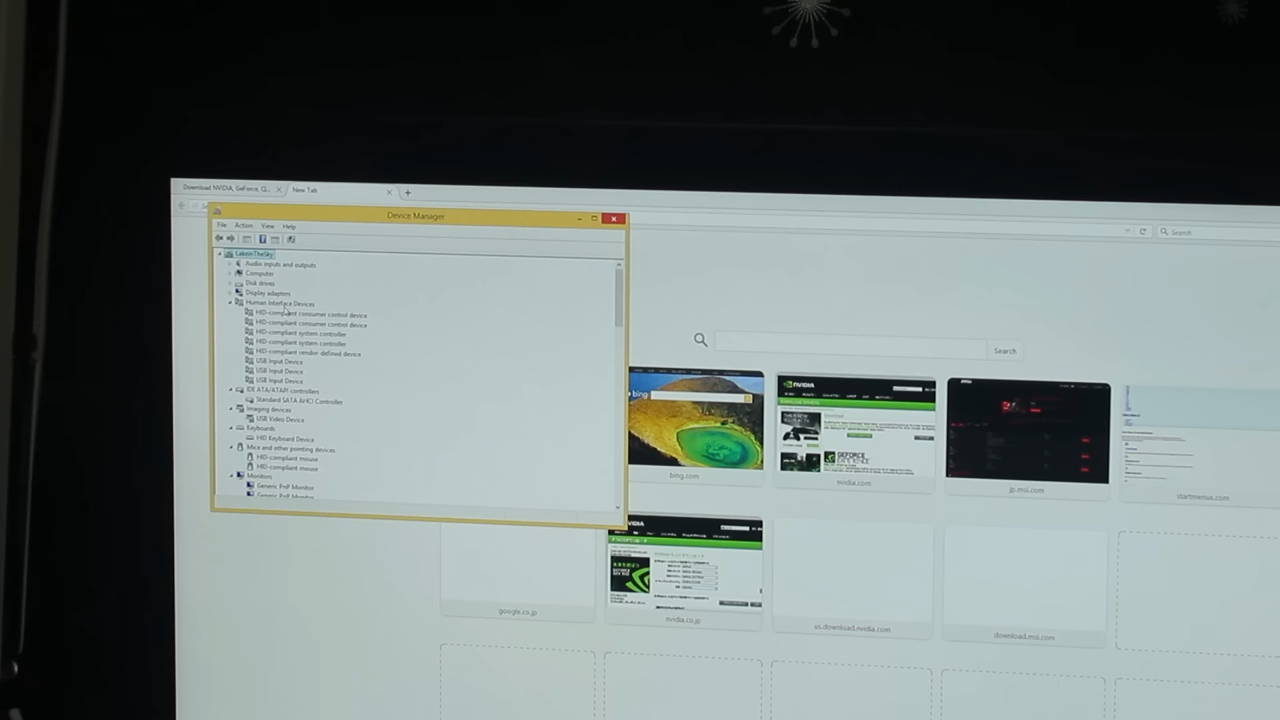 Download NVIDIA, GeForce, Q...
New Tab
Search
Device Manager
File Action View Help
LakeInTheSky
Audio inputs and outputs
Computer
Disk drives
Display adapters
Human Interface Devices
HID-compliant consumer control device
HID-compliant consumer control device
HID-compliant system controller
HID-compliant system controller
HID-compliant vendor-defined device
USB Input Device
USB Input Device
USB Input Device
IDE ATA/ATAPI controllers
Standard SATA AHCI Controller
Imaging devices
USB Video Device
Keyboards
HID Keyboard Device
Mice and other pointing devices
HID-compliant mouse
HID-compliant mouse
Monitors
Generic PnP Monitor
Generic PnP Monitor
Search
bing
NVIDIA
GEFORCE
EXPERIENCE
bing.com
nvidia.com
jp.msi.com
startmenux.com
NVIDIA
google.co.jp
nvidia.co.jp
us.download.nvidia.com
download.msi.com